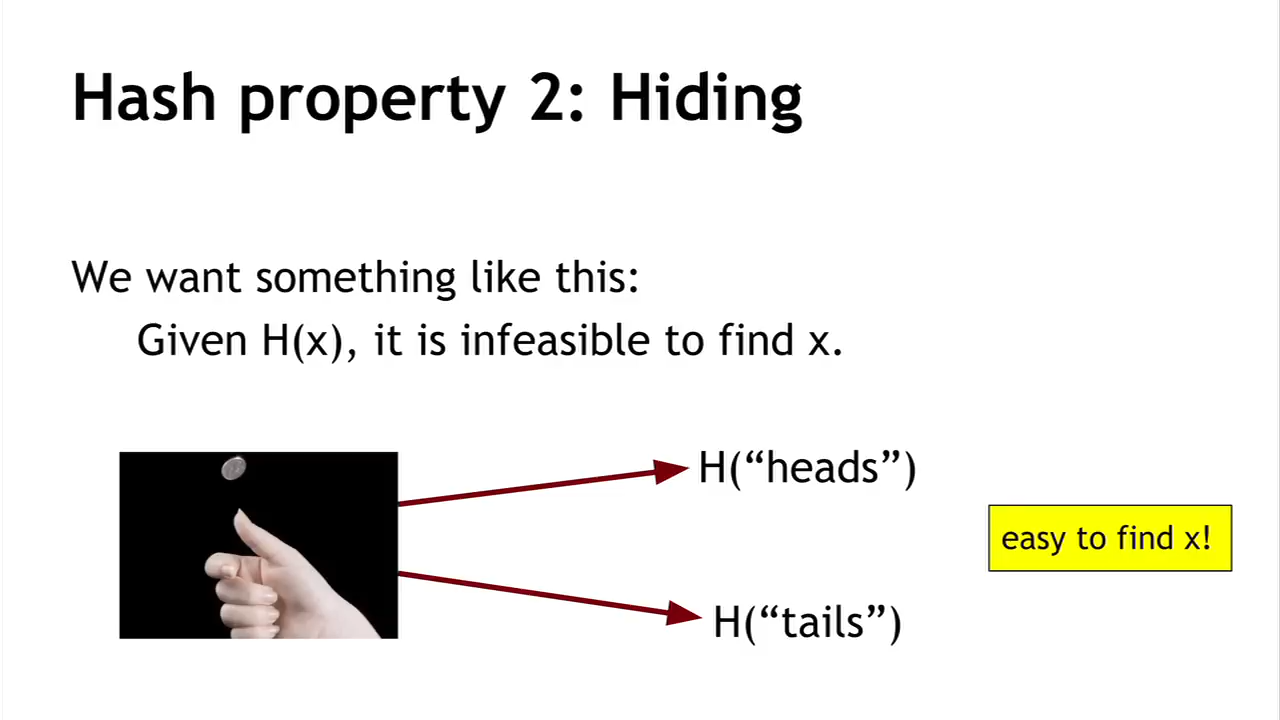 Hash property 2: Hiding
We want something like this:
Given H(x), it is infeasible to find x.
H(“heads”)
easy to find x!
H(“tails”)